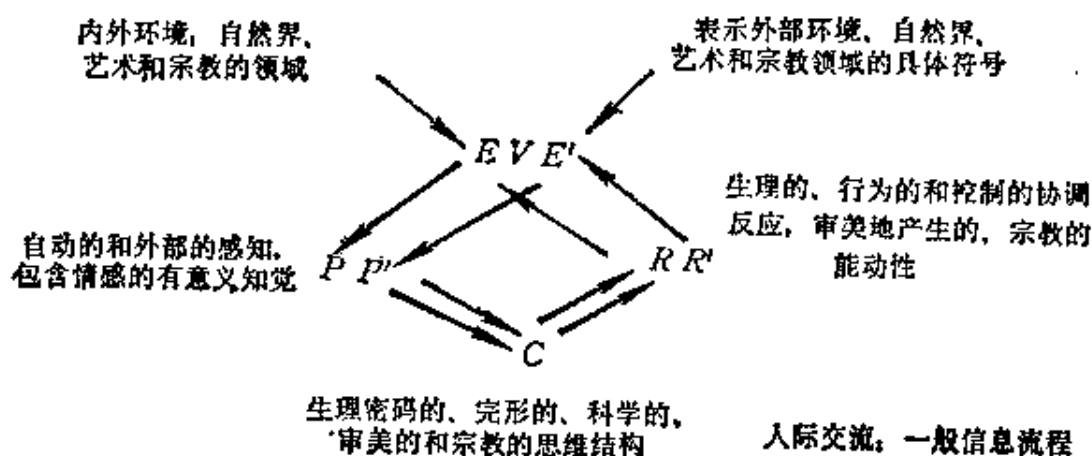 内外环境：自然界、
艺术和宗教的领域
表示外部环境、自然界、
艺术和宗教领域的具体符号
E V E'
生理的、行为的和控制的协调
反应，审美地产生的，宗教的
能动性
自动的和外部的感知，
包含情感的有意义知觉
P P'
R R'
C
生理密码的、完形的、科学的，
审美的和宗教的思维结构
人际交流：一般信息流程